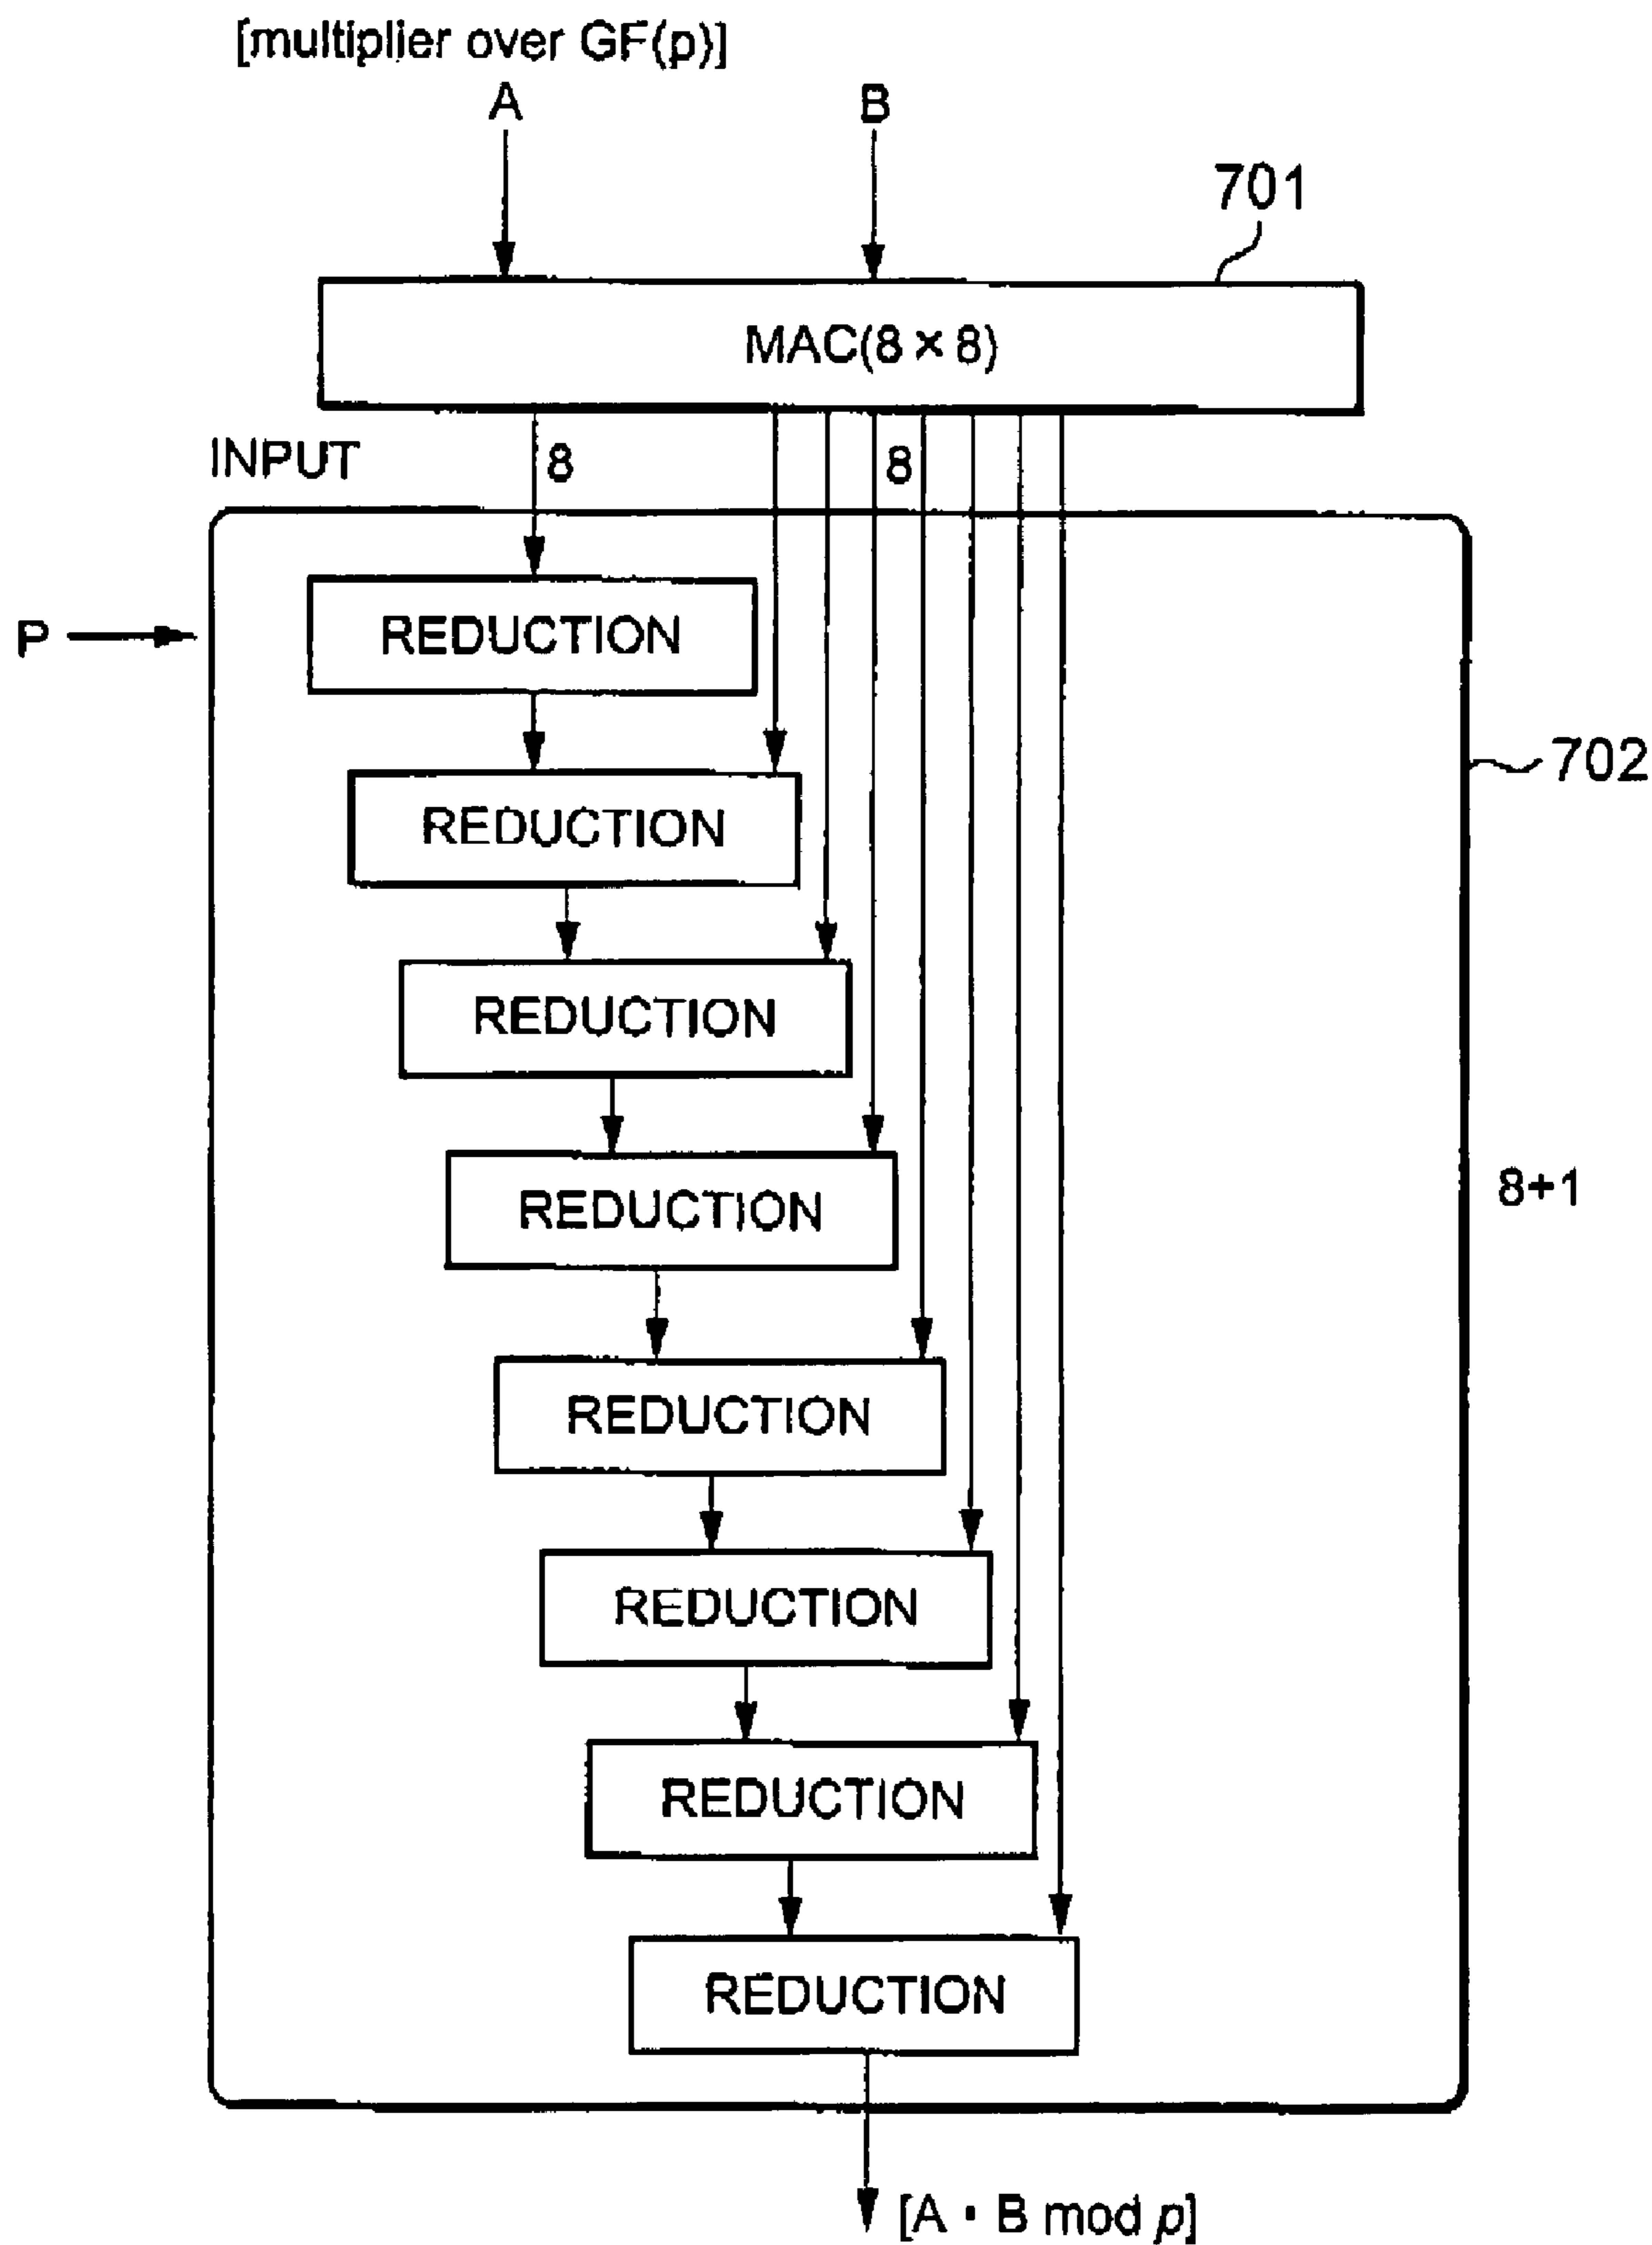 [multiplier over GF(p)]
A B
701
MAC(8 × 8)
INPUT
8 8
P
REDUCTION
REDUCTION
702
REDUCTION
REDUCTION
8+1
REDUCTION
REDUCTION
REDUCTION
REDUCTION
[A・B mod p]